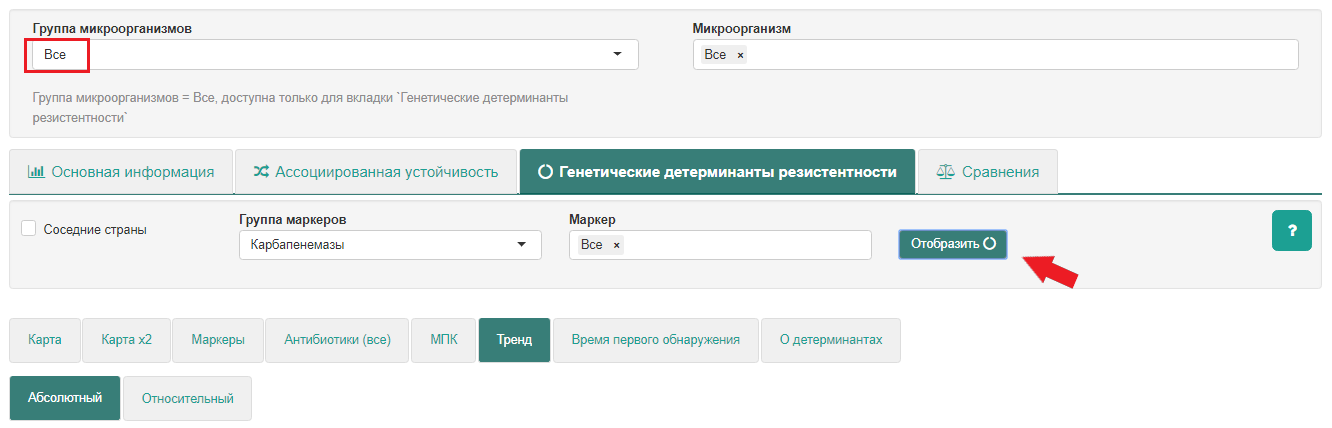 Группа микроорганизмов
Микроорганизм
Все
Все ×
Группа микроорганизмов = Все, доступна только для вкладки `Генетические детерминанты
резистентности`
Основная информация
Ассоциированная устойчивость
Генетические детерминанты резистентности
Сравнения
Соседние страны
Группа маркеров
Маркер
Карбапенемазы
Все ×
Отобразить
?
Карта
Карта x2
Маркеры
Антибиотики (все)
МПК
Тренд
Время первого обнаружения
О детерминантах
Абсолютный
Относительный